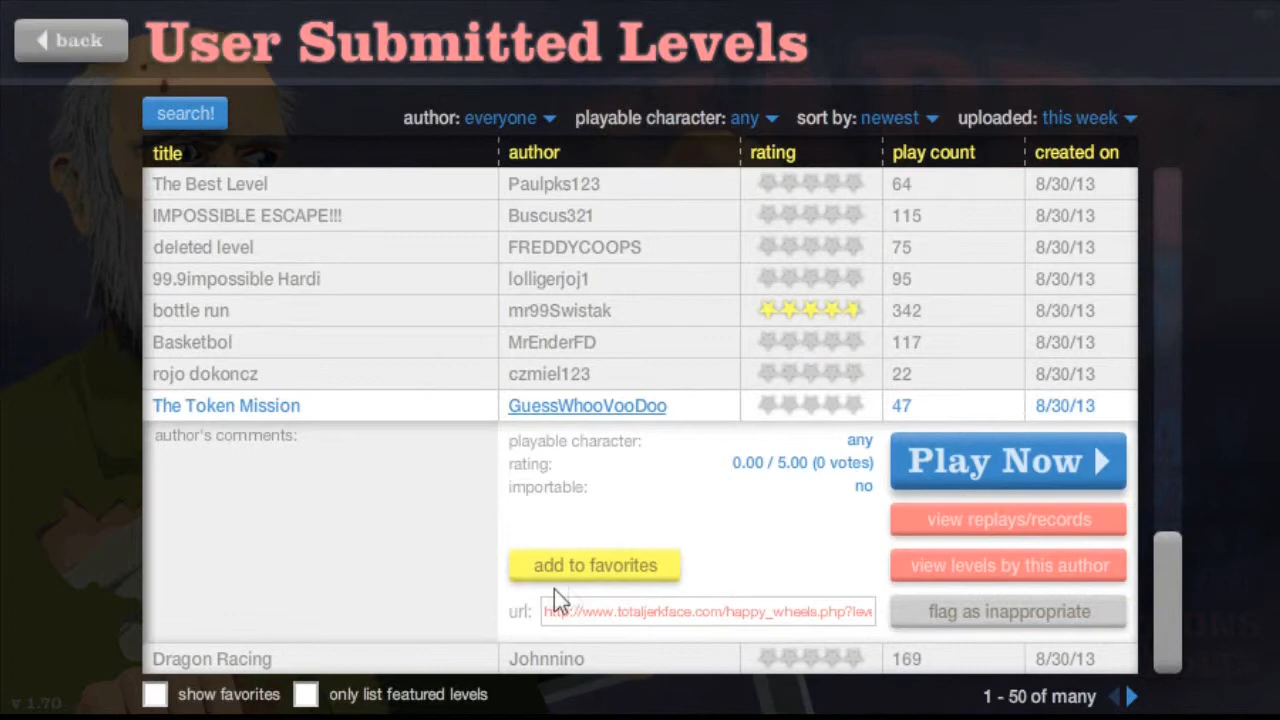 back
User Submitted Levels
search!
author: everyone playable character: any sort by: newest uploaded: this week
title author rating play count created on
The Best Level Paulpks123 64 8/30/13
IMPOSSIBLE ESCAPE!!! Buscus321 115 8/30/13
deleted level FREDDYCOOPS 75 8/30/13
99.9impossible Hardi lolligerjoj1 95 8/30/13
bottle run mr99Swistak 342 8/30/13
Basketbol MrEnderFD 117 8/30/13
rojo dokoncz czmiel123 22 8/30/13
The Token Mission GuessWhooVooDoo 47 8/30/13
author's comments:
playable character: any
rating: 0.00 / 5.00 (0 votes)
importable: no
Play Now
view replays/records
add to favorites
view levels by this author
url: http://www.totaljerkface.com/happy_wheels.php?leve
flag as inappropriate
Dragon Racing Johnnino 169 8/30/13
show favorites only list featured levels
1 - 50 of many
v 1.70